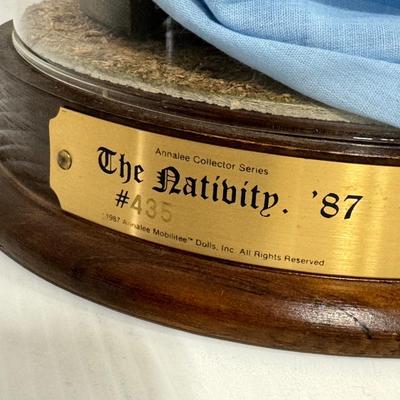 Annalee Collector Series
The Nativity. '87
#435
©1987 Annalee Mobilitee™ Dolls, Inc. All Rights Reserved